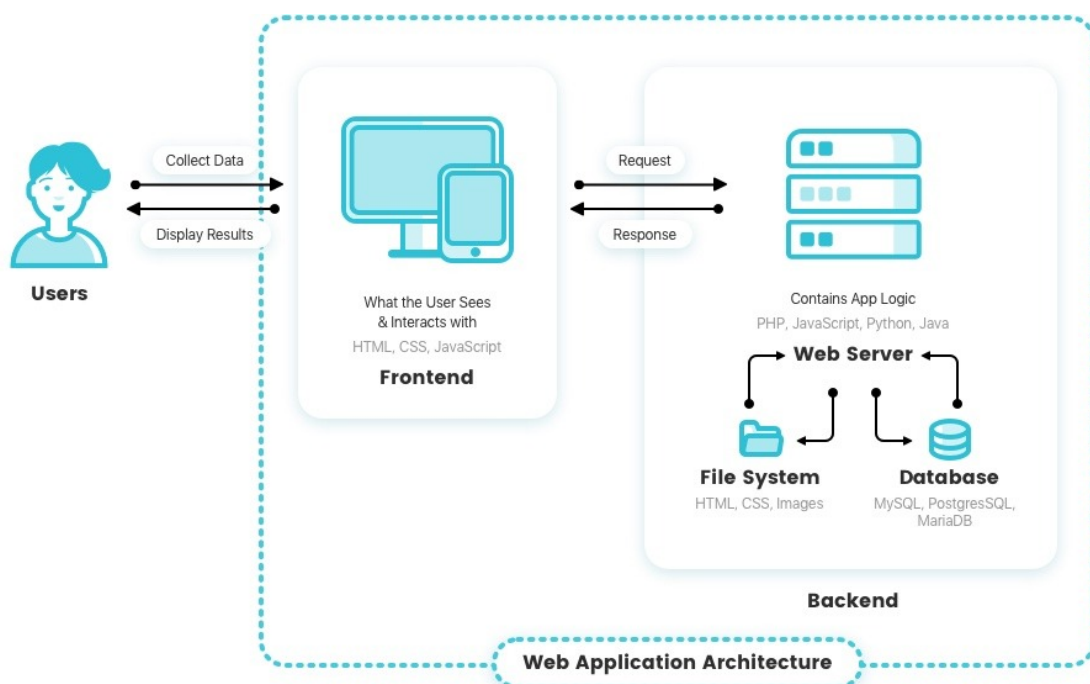 Collect Data
Display Results
Users
What the User Sees
& Interacts with
HTML, CSS, JavaScript
Frontend
Request
Response
Contains App Logic
PHP, JavaScript, Python, Java
Web Server
File System
HTML, CSS, Images
Database
MySQL, PostgresSQL,
MariaDB
Backend
Web Application Architecture